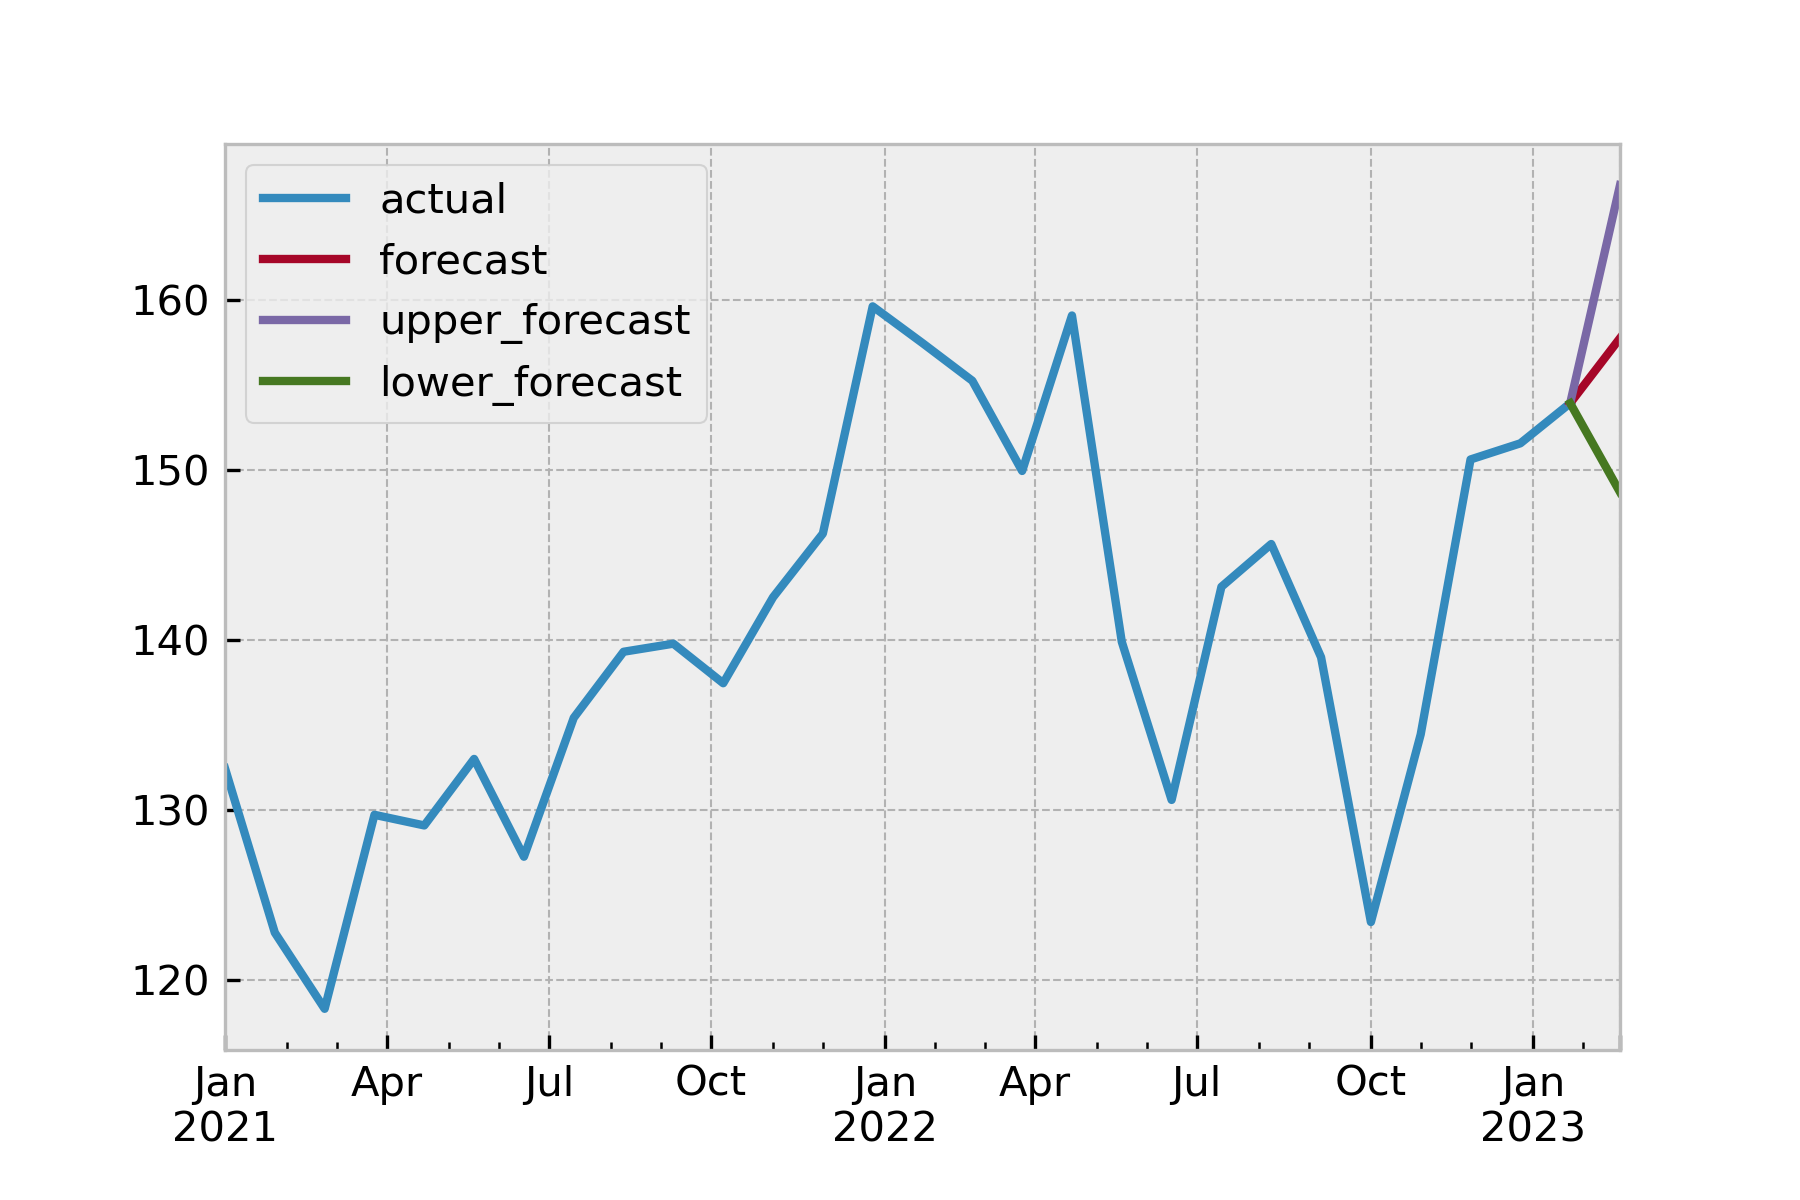 actual
forecast
upper_forecast
lower_forecast
160
150
140
130
120
Jan Apr Jul Oct Jan Apr Jul Oct Jan
2021 2022 2023